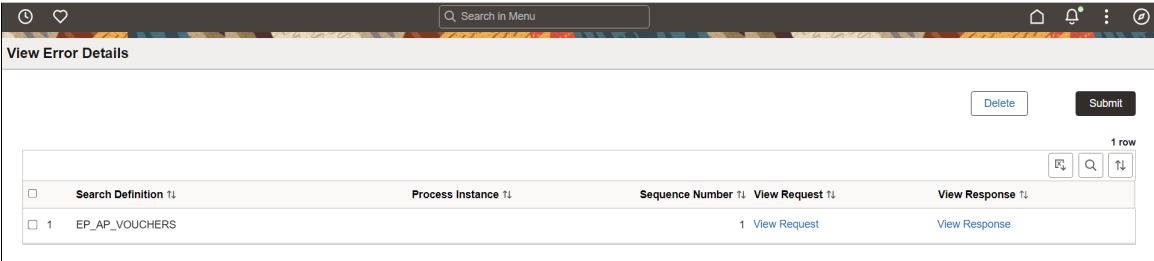 Search in Menu
View Error Details
Delete
Submit
1 row
Search Definition Process Instance Sequence Number View Request View Response
1 EP_AP_VOUCHERS 1 View Request View Response